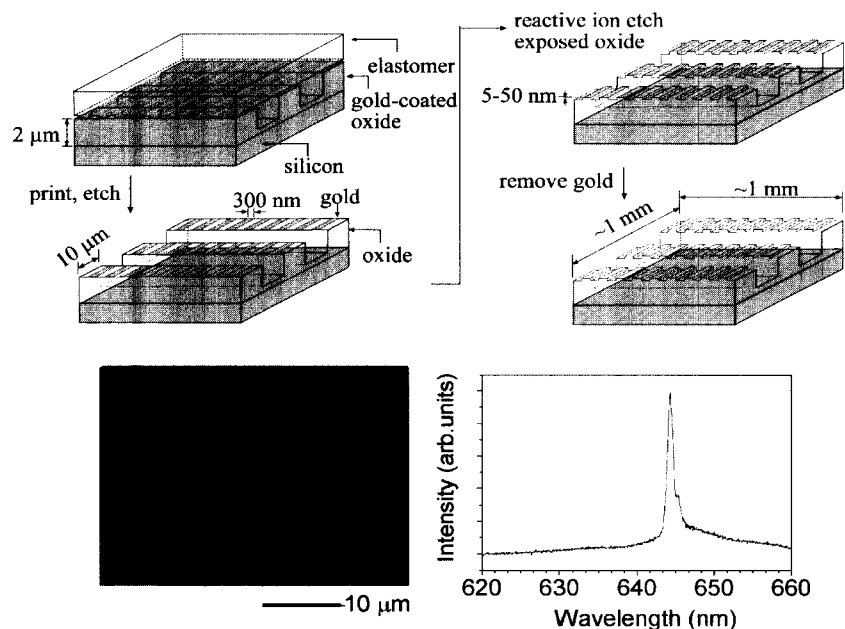 elastomer
gold-coated
oxide
2 μm
silicon
print, etch
300 nm
gold
oxide
10 μm
reactive ion etch
exposed oxide
5-50 nm
remove gold
~1 mm
~1 mm
10 μm
Intensity (arb.units)
620 630 640 650 660
Wavelength (nm)